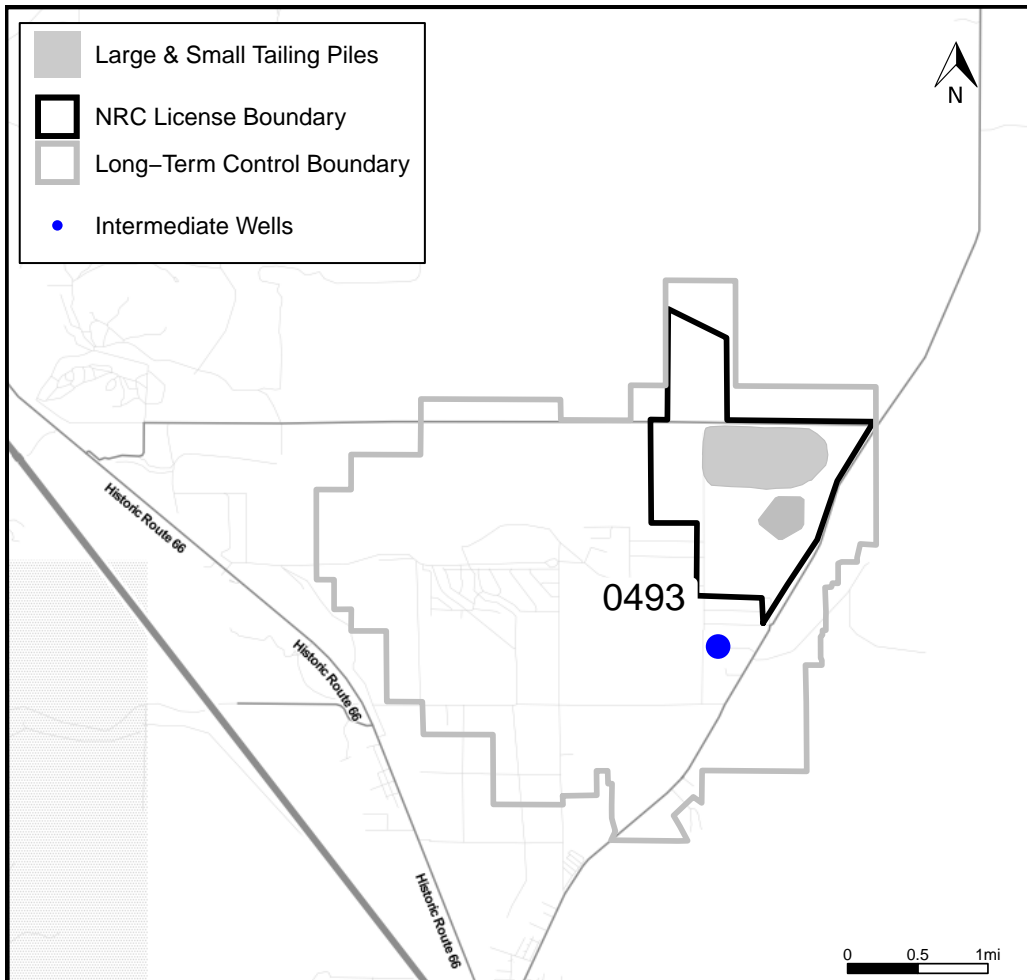 Large & Small Tailing Piles
NRC License Boundary
Long−Term Control Boundary
Intermediate Wells
N
Historic Route 66
0493
Historic Route 66
Historic Route 66
0 0.5 1mi